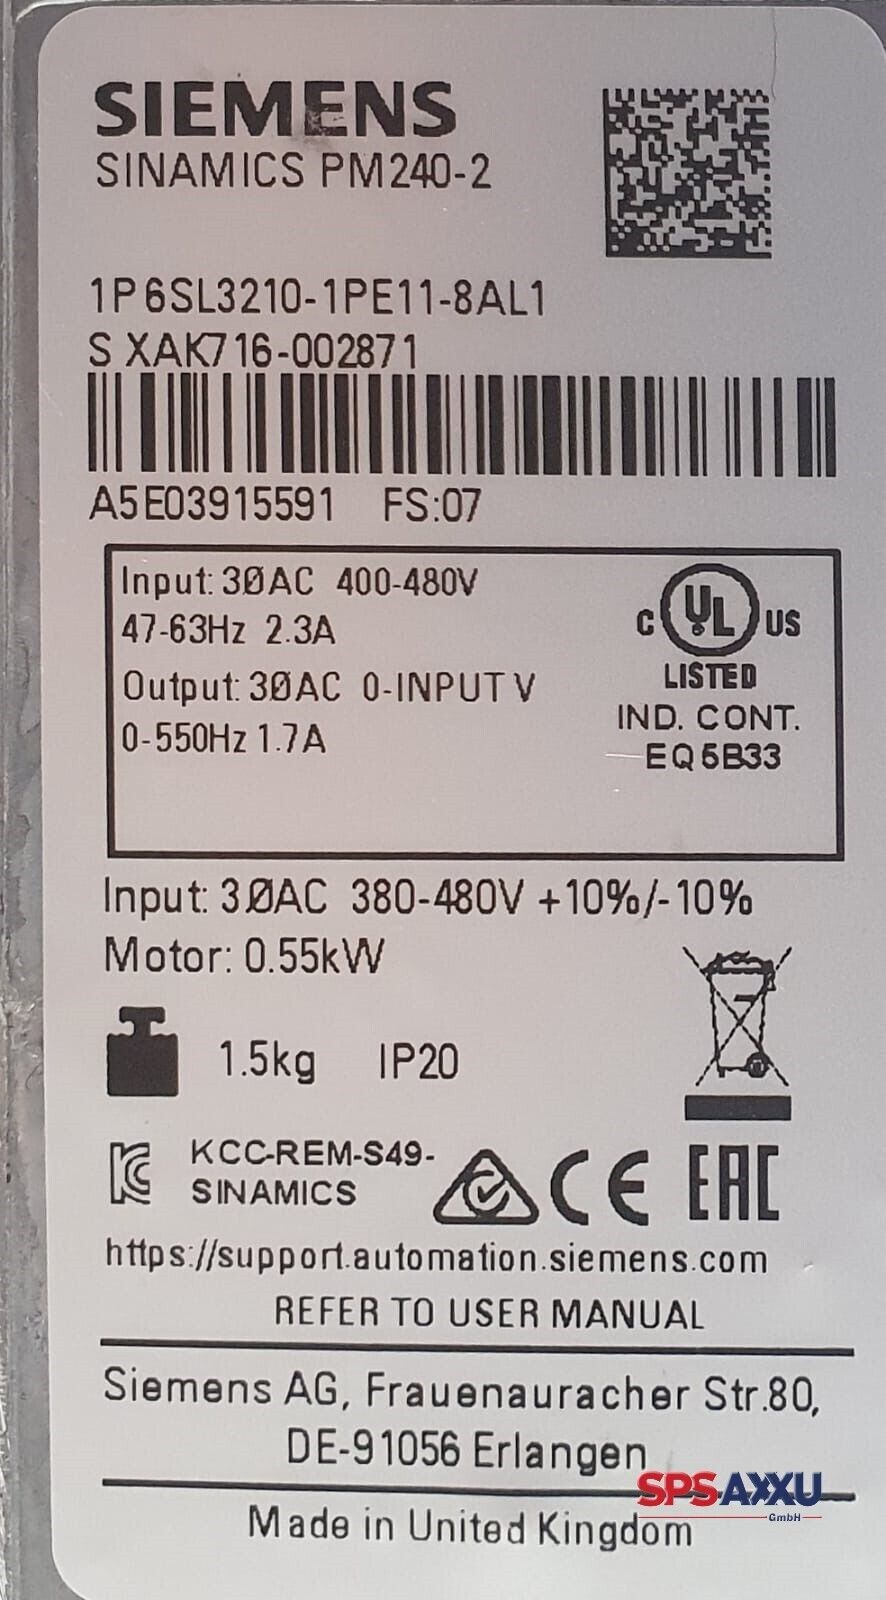 SIEMENS
SINAMICS PM240-2
1P 6SL3210-1PE11-8AL1
S XAK716-002871
A5E03915591 FS:07
Input: 3ØAC 400-480V
47-63Hz 2.3A
Output: 3ØAC 0-INPUT V
0-550Hz 1.7A
C UL US
LISTED
IND. CONT.
EQ 5B33
Input: 3ØAC 380-480V +10%/-10%
Motor: 0.55kW
1.5kg IP20
KCC-REM-S49-
SINAMICS
CE EAC
https://support.automation.siemens.com
REFER TO USER MANUAL
Siemens AG, Frauenauracher Str.80,
DE-91056 Erlangen
Made in United Kingdom
SPSAXXU
GmbH